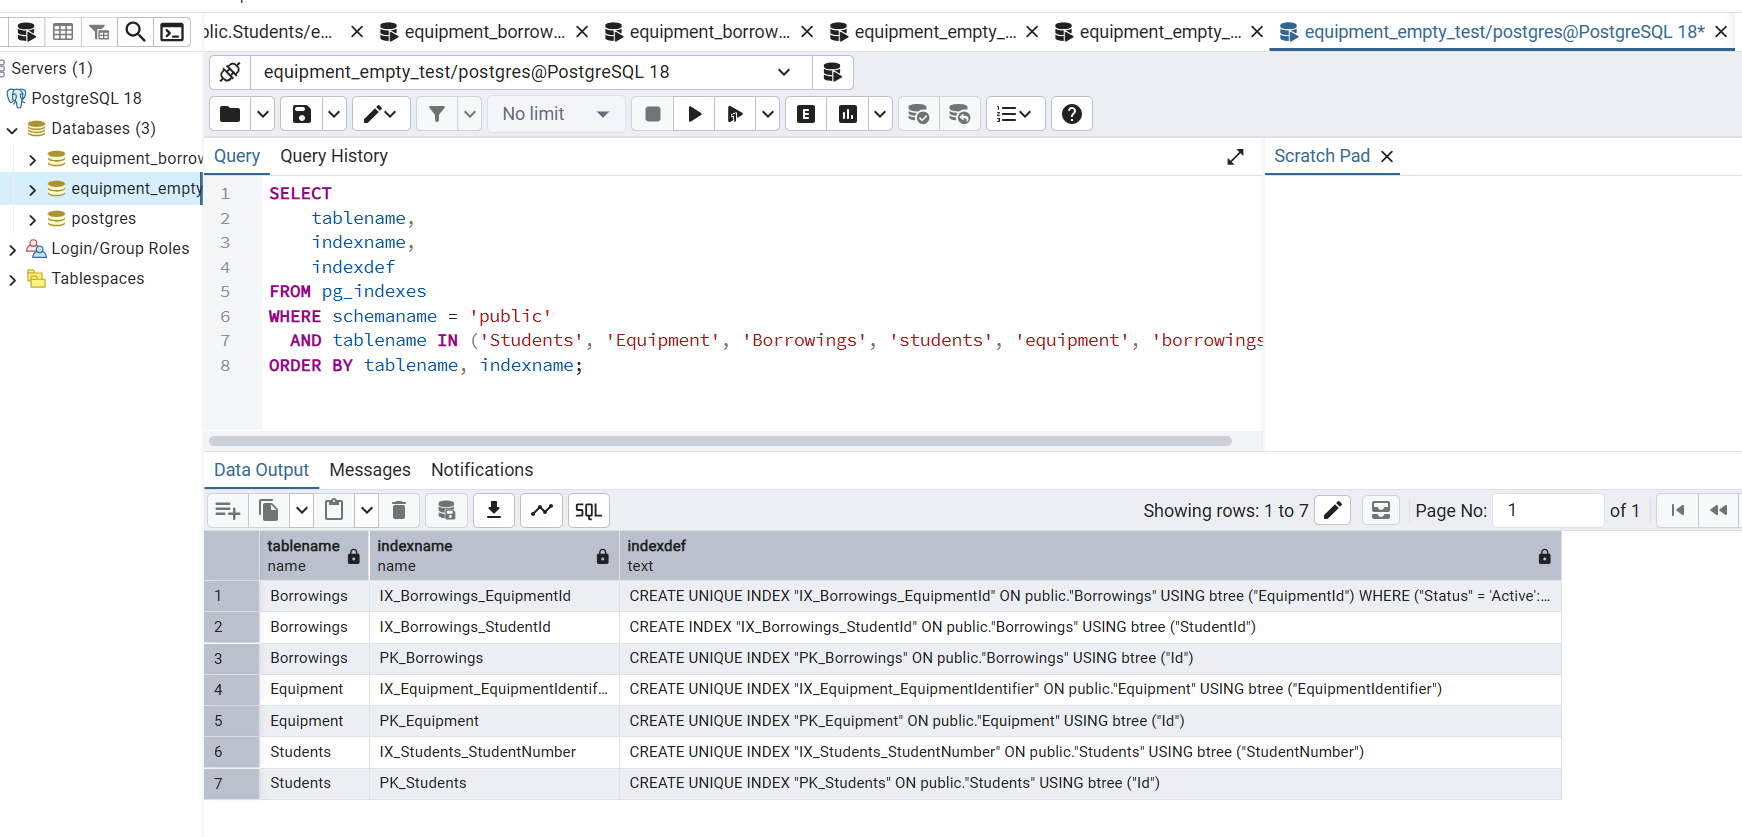 plic.Students/e...
equipment_borrow...
equipment_borrow...
equipment_empty_...
equipment_empty_...
equipment_empty_test/postgres@PostgreSQL 18*
Servers (1)
equipment_empty_test/postgres@PostgreSQL 18
PostgreSQL 18
No limit
E
Databases (3)
equipment_borrow
Query
Query History
Scratch Pad
equipment_empty
postgres
Login/Group Roles
Tablespaces
1 SELECT
2 tablename,
3 indexname,
4 indexdef
5 FROM pg_indexes
6 WHERE schemaname = 'public'
7 AND tablename IN ('Students', 'Equipment', 'Borrowings', 'students', 'equipment', 'borrowings
8 ORDER BY tablename, indexname;
Data Output
Messages
Notifications
SQL
Showing rows: 1 to 7
Page No: 1 of 1
tablename name
indexname name
indexdef text
1 Borrowings IX_Borrowings_EquipmentId CREATE UNIQUE INDEX "IX_Borrowings_EquipmentId" ON public."Borrowings" USING btree ("EquipmentId") WHERE ("Status" = 'Active':...
2 Borrowings IX_Borrowings_StudentId CREATE INDEX "IX_Borrowings_StudentId" ON public."Borrowings" USING btree ("StudentId")
3 Borrowings PK_Borrowings CREATE UNIQUE INDEX "PK_Borrowings" ON public."Borrowings" USING btree ("Id")
4 Equipment IX_Equipment_EquipmentIdentif... CREATE UNIQUE INDEX "IX_Equipment_EquipmentIdentifier" ON public."Equipment" USING btree ("EquipmentIdentifier")
5 Equipment PK_Equipment CREATE UNIQUE INDEX "PK_Equipment" ON public."Equipment" USING btree ("Id")
6 Students IX_Students_StudentNumber CREATE UNIQUE INDEX "IX_Students_StudentNumber" ON public."Students" USING btree ("StudentNumber")
7 Students PK_Students CREATE UNIQUE INDEX "PK_Students" ON public."Students" USING btree ("Id")